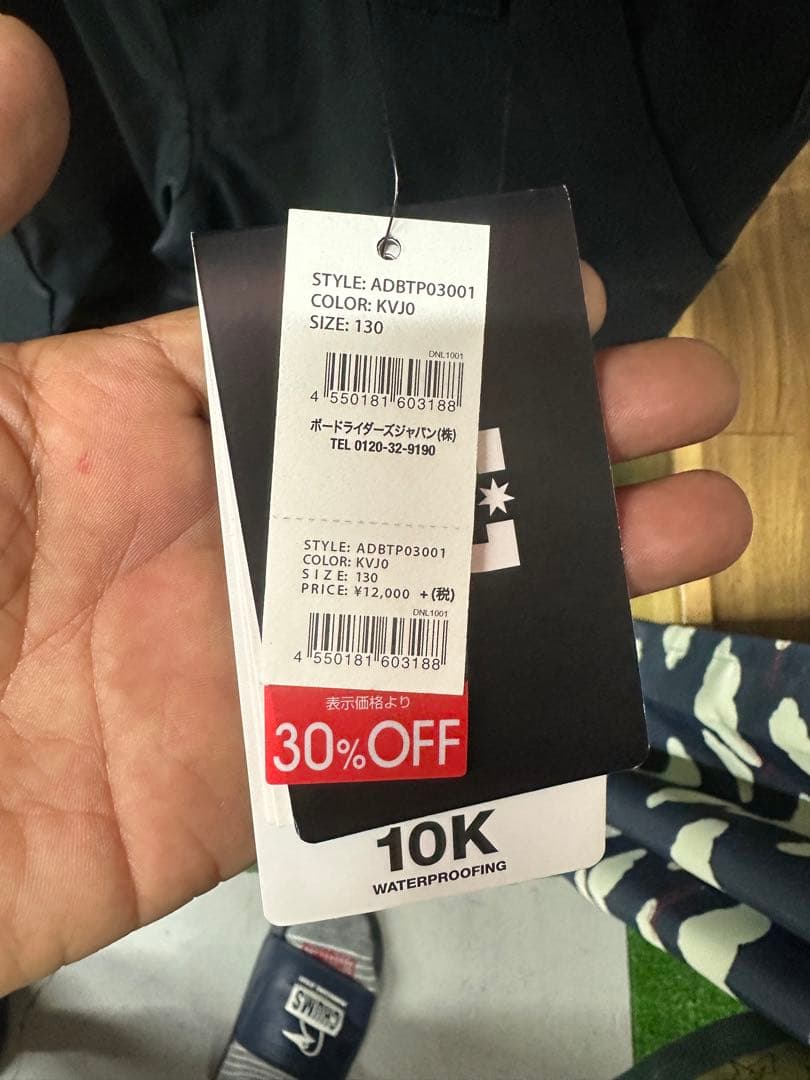 STYLE: ADBTP03001
COLOR: KVJ0
SIZE: 130
DNL1001
4 550181 603188
ボードライダーズジャパン(株)
TEL 0120-32-9190
STYLE: ADBTP03001
COLOR: KVJ0
SIZE: 130
PRICE: ¥12,000 +(税)
DNL1001
4 550181 603188
表示価格より
30%OFF
10K
WATERPROOFING
CHUMS